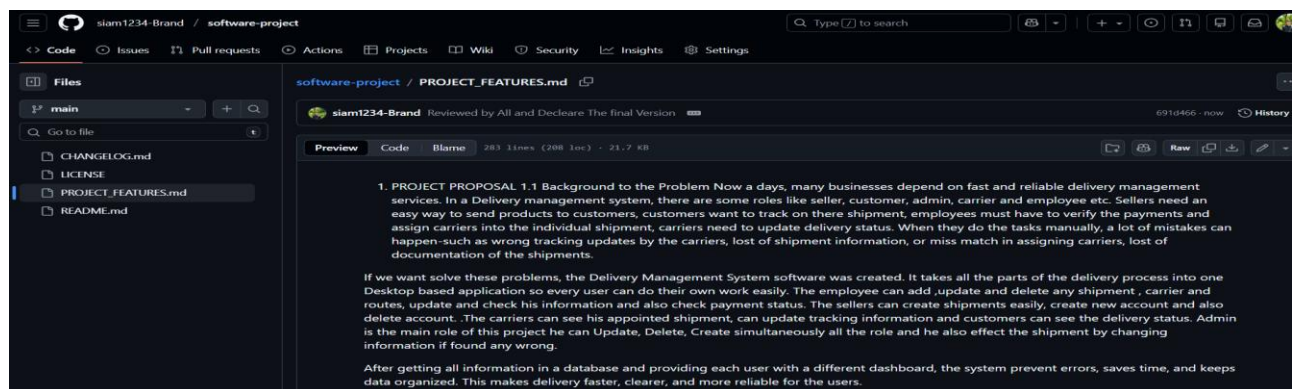 siam1234-Brand / software-project
Type / to search
<> Code Issues Pull requests Actions Projects Wiki Security Insights Settings
Files
main
Go to file t
CHANGELOG.md
LICENSE
PROJECT_FEATURES.md
README.md
software-project / PROJECT_FEATURES.md
siam1234-Brand Reviewed by All and Decleare The final Version
691d466 · now History
Preview Code Blame 283 lines (208 loc) · 21.7 KB
Raw
1. PROJECT PROPOSAL 1.1 Background to the Problem Now a days, many businesses depend on fast and reliable delivery management
services. In a Delivery management system, there are some roles like seller, customer, admin, carrier and employee etc. Sellers need an
easy way to send products to customers, customers want to track on there shipment, employees must have to verify the payments and
assign carriers into the individual shipment, carriers need to update delivery status. When they do the tasks manually, a lot of mistakes can
happen-such as wrong tracking updates by the carriers, lost of shipment information, or miss match in assigning carriers, lost of
documentation of the shipments.
If we want solve these problems, the Delivery Management System software was created. It takes all the parts of the delivery process into one
Desktop based application so every user can do their own work easily. The employee can add ,update and delete any shipment , carrier and
routes, update and check his information and also check payment status. The sellers can create shipments easily, create new account and also
delete account. .The carriers can see his appointed shipment, can update tracking information and customers can see the delivery status. Admin
is the main role of this project he can Update, Delete, Create simultaneously all the role and he also effect the shipment by changing
information if found any wrong.
After getting all information in a database and providing each user with a different dashboard, the system prevent errors, saves time, and keeps
data organized. This makes delivery faster, clearer, and more reliable for the users.